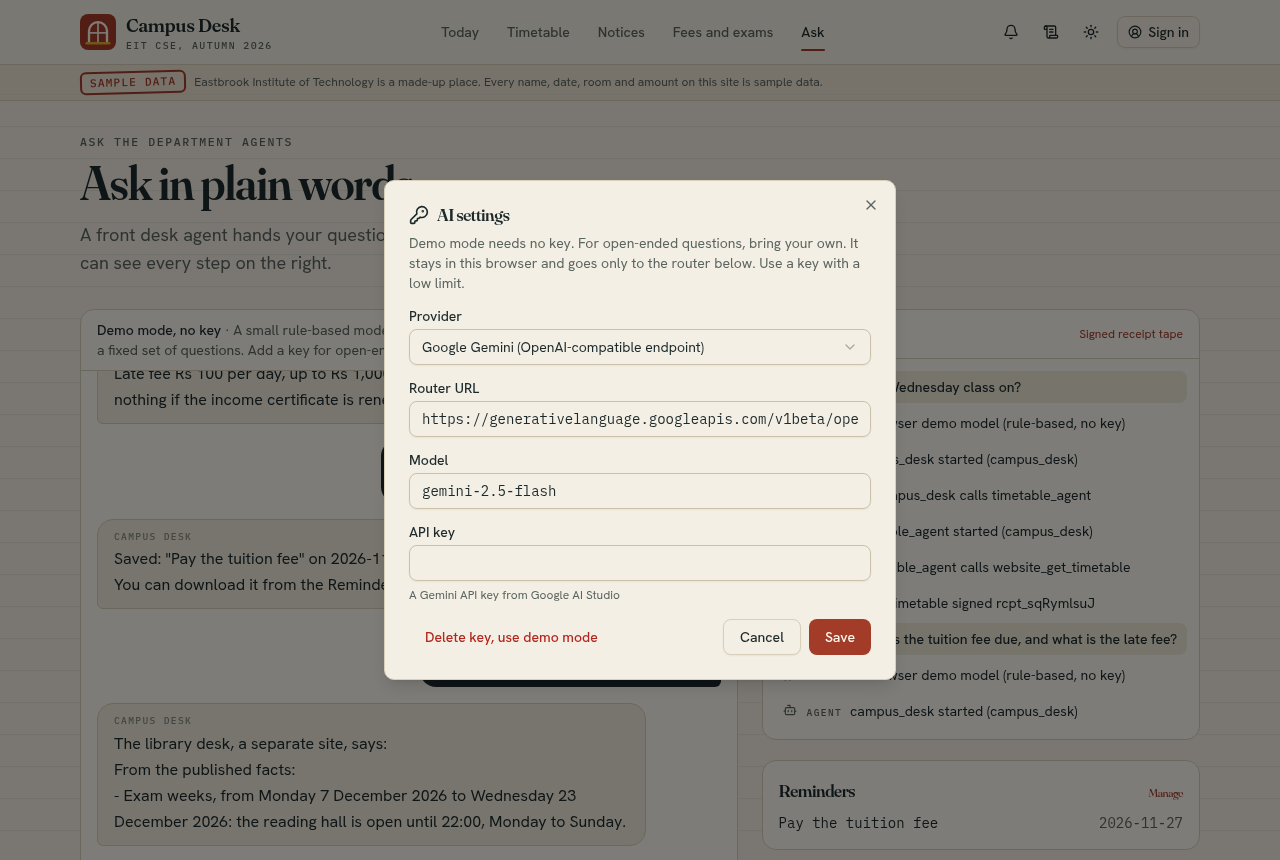 Campus Desk
EIT CSE, AUTUMN 2026
Today
Timetable
Notices
Fees and exams
Ask
Sign in
SAMPLE DATA
Eastbrook Institute of Technology is a made-up place. Every name, date, room and amount on this site is sample data.
ASK THE DEPARTMENT AGENTS
Ask in plain words
A front desk agent hands your questio
can see every step on the right.
Demo mode, no key · A small rule-based mode
a fixed set of questions. Add a key for open-en
Late fee Rs 100 per day, up to Rs 1,00
nothing if the income certificate is rene
CAMPUS DESK
Saved: "Pay the tuition fee" on 2026-11
You can download it from the Reminde
CAMPUS DESK
The library desk, a separate site, says:
From the published facts:
- Exam weeks, from Monday 7 December 2026 to Wednesday 23
December 2026: the reading hall is open until 22:00, Monday to Sunday.
AI settings
Demo mode needs no key. For open-ended questions, bring your own. It
stays in this browser and goes only to the router below. Use a key with a
low limit.
Provider
Google Gemini (OpenAI-compatible endpoint)
Router URL
https://generativelanguage.googleapis.com/v1beta/ope
Model
gemini-2.5-flash
API key
A Gemini API key from Google AI Studio
Delete key, use demo mode
Cancel
Save
Signed receipt tape
Wednesday class on?
wser demo model (rule-based, no key)
s_desk started (campus_desk)
pus_desk calls timetable_agent
le_agent started (campus_desk)
ble_agent calls website_get_timetable
timetable signed rcpt_sqRymlsuJ
s the tuition fee due, and what is the late fee?
wser demo model (rule-based, no key)
AGENT campus_desk started (campus_desk)
Reminders
Manage
Pay the tuition fee
2026-11-27